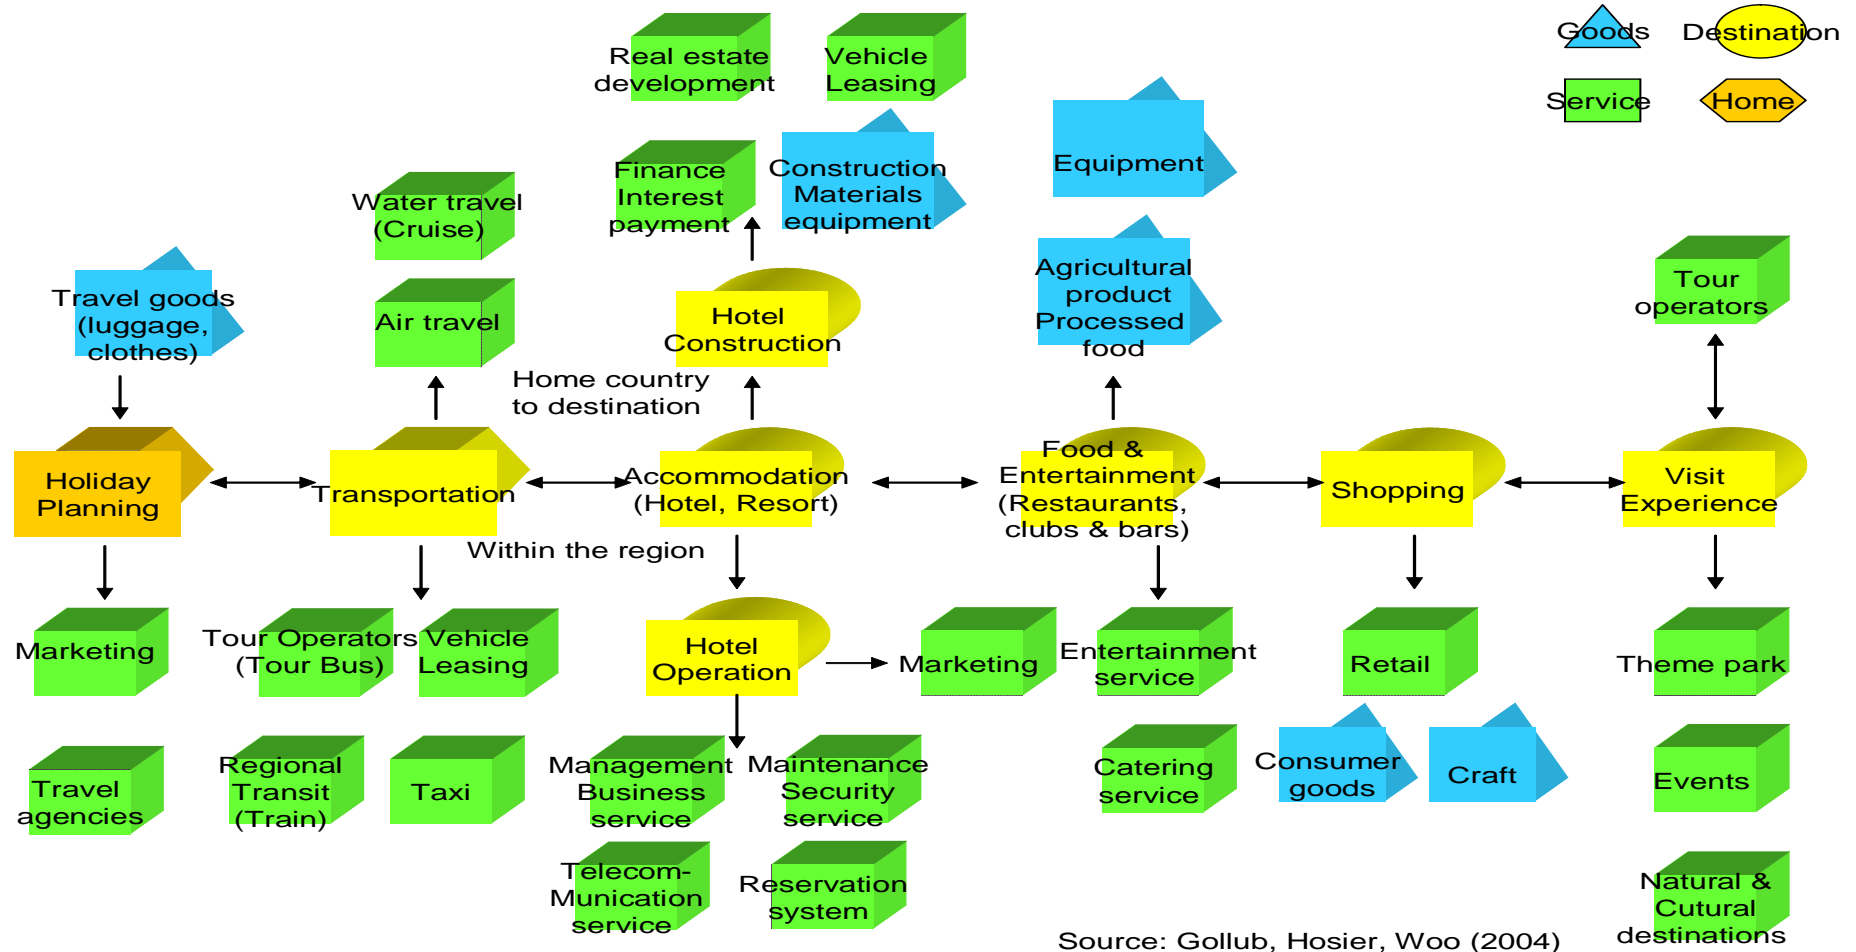 Goods
Destination
Service
Home
Real estate
development
Vehicle
Leasing
Finance
Interest
payment
Construction
Materials
equipment
Equipment
Water travel
(Cruise)
Air travel
Travel goods
(luggage,
clothes)
Hotel
Construction
Agricultural
product
Processed
food
Tour
operators
Home country
to destination
Holiday
Planning
Transportation
Accommodation
(Hotel, Resort)
Food &
Entertainment
(Restaurants,
clubs & bars)
Shopping
Visit
Experience
Within the region
Marketing
Tour Operators
(Tour Bus)
Vehicle
Leasing
Hotel
Operation
Marketing
Entertainment
service
Retail
Theme park
Travel
agencies
Regional
Transit
(Train)
Taxi
Management
Business
service
Maintenance
Security
service
Catering
service
Consumer
goods
Craft
Events
Telecom-
Munication
service
Reservation
system
Natural &
Cutural
destinations
Source: Gollub, Hosier, Woo (2004)